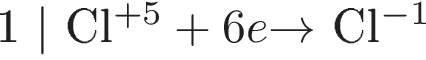 1 | Cl⁺⁵ + 6e→ Cl⁻¹